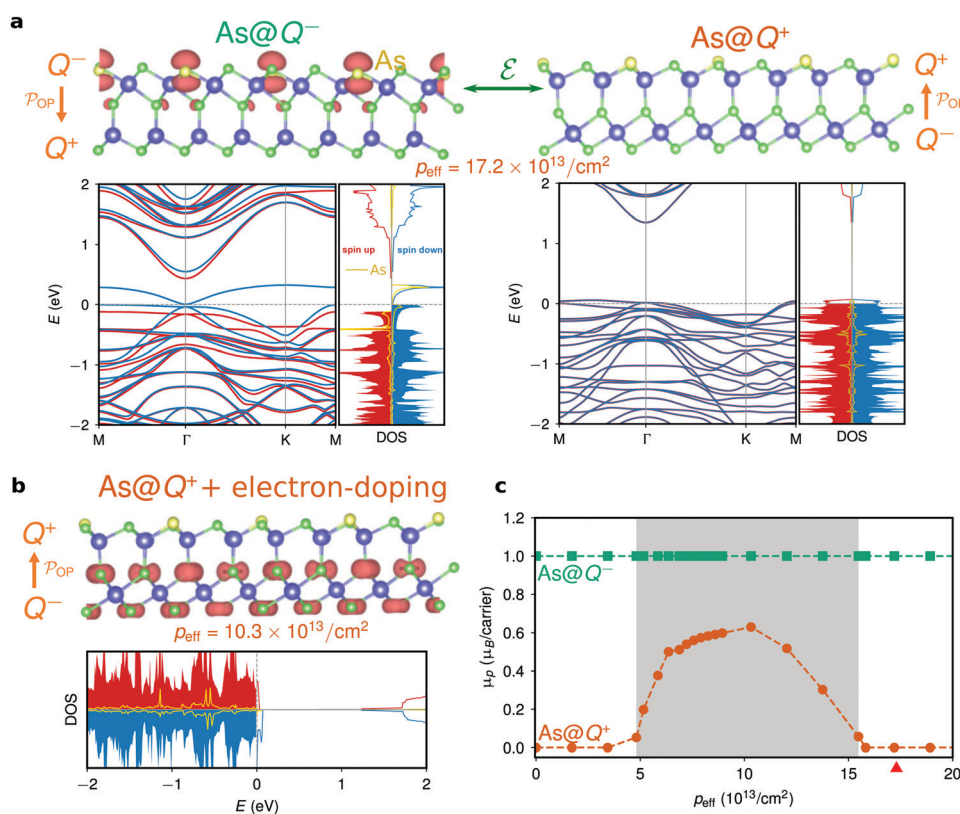 a
As@Q⁻
As@Q⁺
As
Q⁻
𝒫OP
Q⁺
ℰ
Q⁺
𝒫OP
Q⁻
p_eff = 17.2 × 10¹³/cm²
E (eV)
2
1
0
−1
−2
M Γ K M
spin up spin down
As
DOS
E (eV)
2
1
0
−1
−2
M Γ K M
DOS
b
As@Q⁺+ electron-doping
Q⁺
𝒫OP
Q⁻
p_eff = 10.3 × 10¹³/cm²
DOS
−2 −1 0 1 2
E (eV)
c
μ_p (μ_B/carrier)
1.2
1.0
0.8
0.6
0.4
0.2
0.0
As@Q⁻
As@Q⁺
0 5 10 15 20
p_eff (10¹³/cm²)